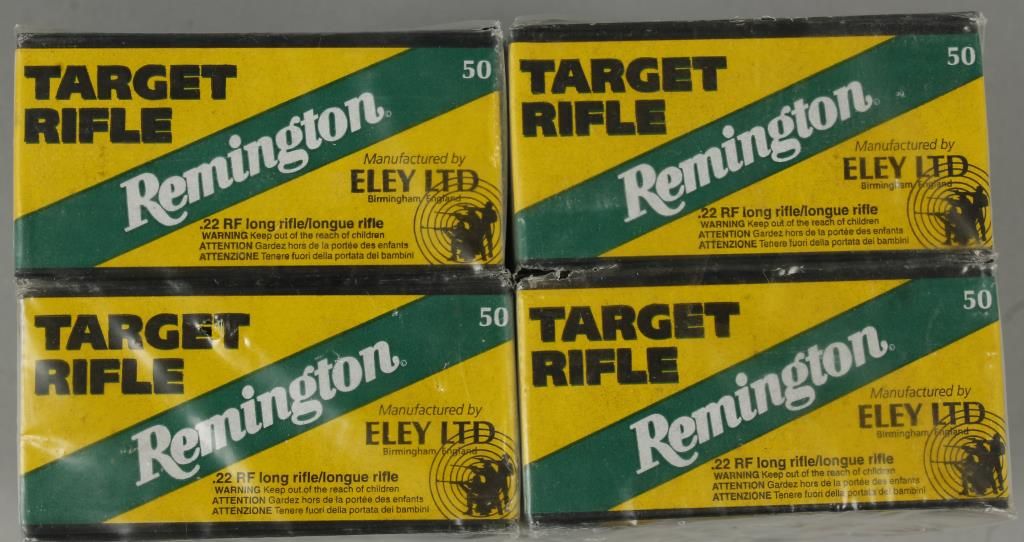 TARGET
RIFLE
50
Remington
Manufactured by
ELEY LTD
Birmingham, England
.22 RF long rifle/longue rifle
WARNING Keep out of the reach of children
ATTENTION Gardez hors de la portée des enfants
ATTENZIONE Tenere fuori della portata dei bambini
TARGET
RIFLE
50
Remington
Manufactured by
ELEY LTD
Birmingham, England
.22 RF long rifle/longue rifle
WARNING Keep out of the reach of children
ATTENTION Gardez hors de la portée des enfants
ATTENZIONE Tenere fuori della portata dei bambini
TARGET
RIFLE
50
Remington
Manufactured by
ELEY LTD
Birmingham, England
.22 RF long rifle/longue rifle
WARNING Keep out of the reach of children
ATTENTION Gardez hors de la portée des enfants
ATTENZIONE Tenere fuori della portata dei bambini
TARGET
RIFLE
50
Remington
Manufactured by
ELEY LTD
Birmingham, England
.22 RF long rifle/longue rifle
WARNING Keep out of the reach of children
ATTENTION Gardez hors de la portée des enfants
ATTENZIONE Tenere fuori della portata dei bambini